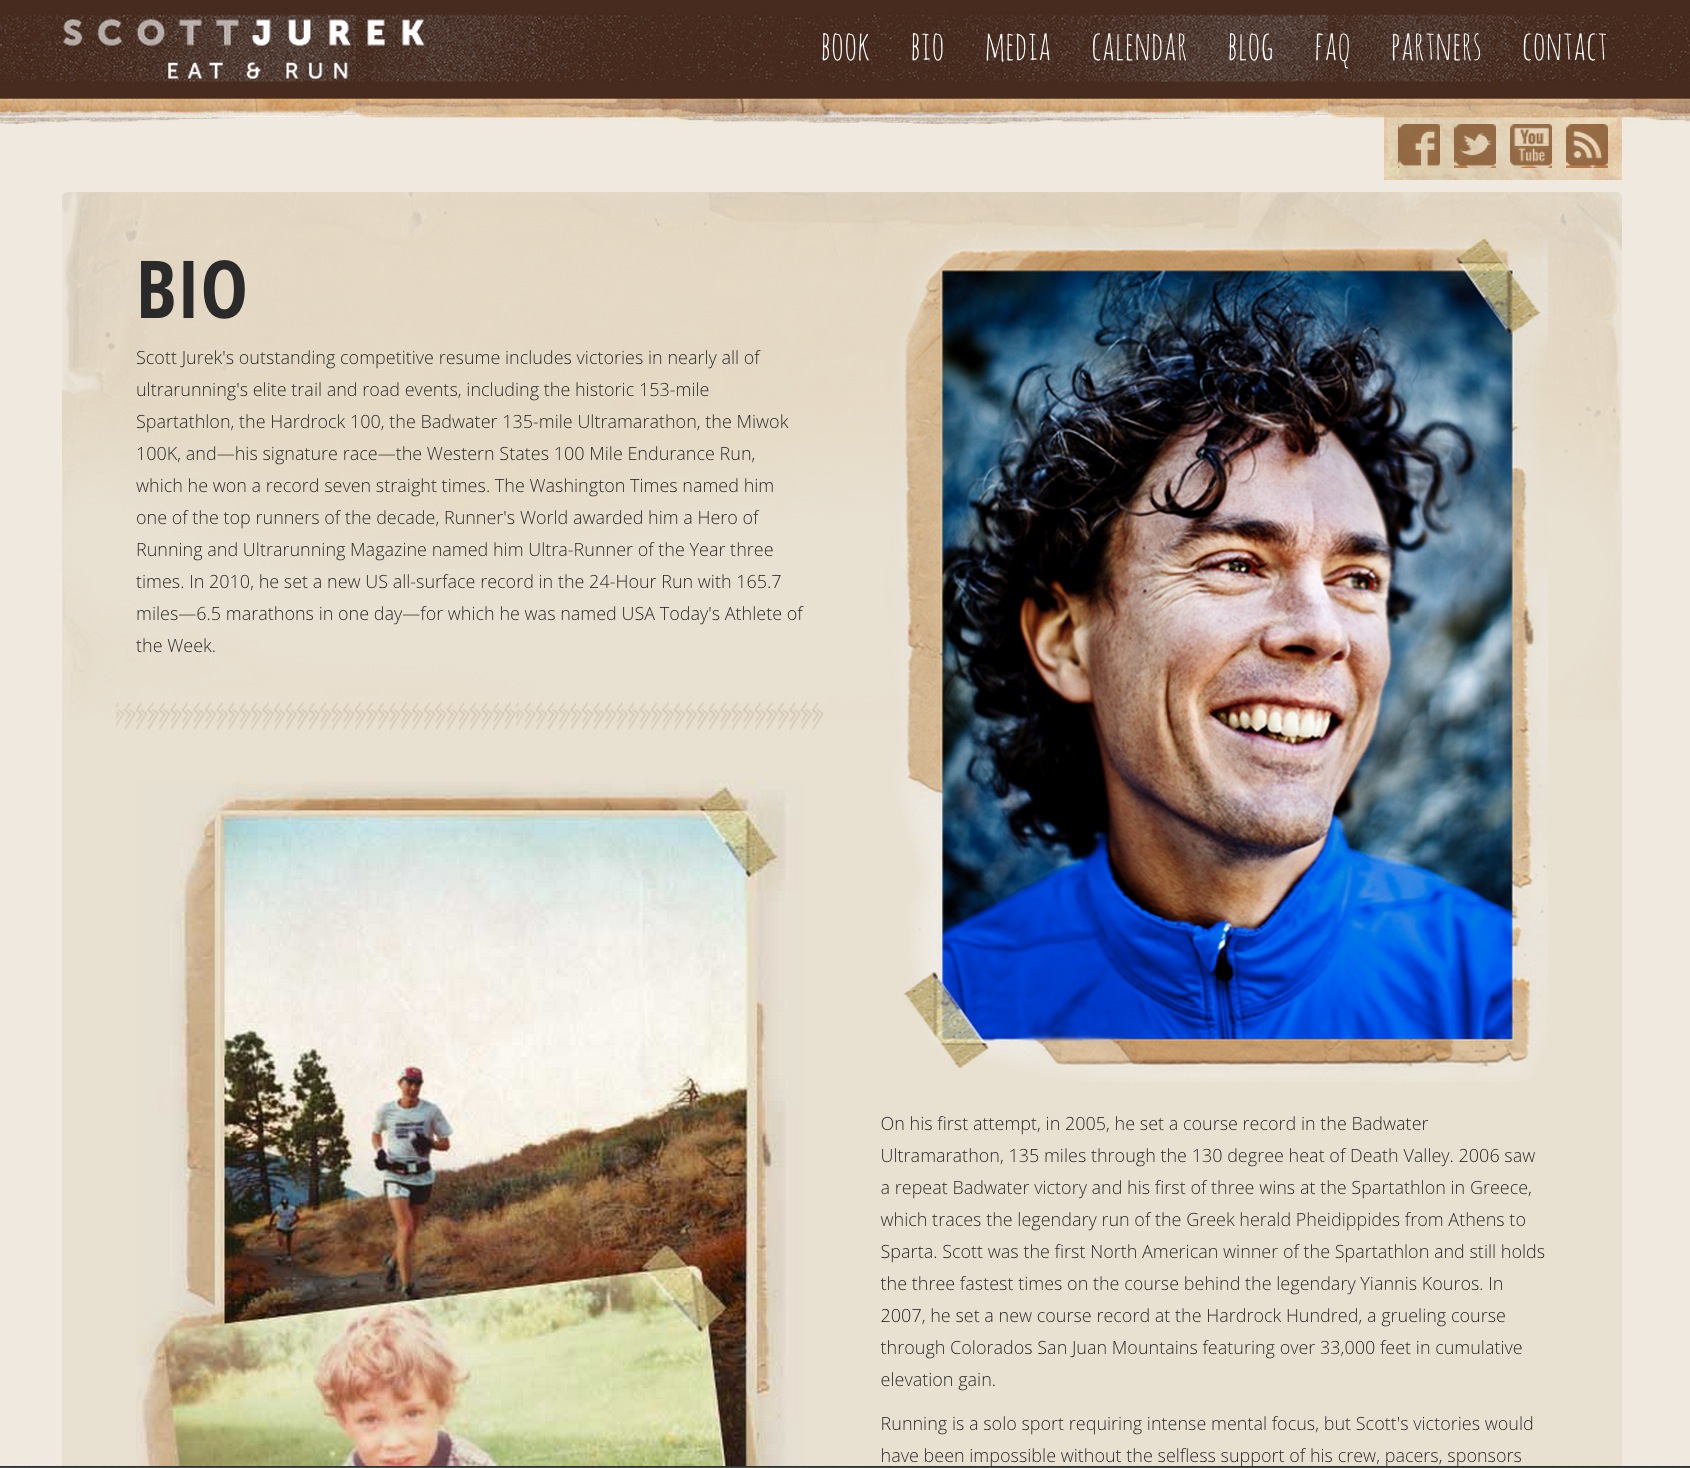 SCOTTJUREK
EAT & RUN
BOOK BIO MEDIA CALENDAR BLOG FAQ PARTNERS CONTACT
You
Tube
BIO
Scott Jurek's outstanding competitive resume includes victories in nearly all of
ultrarunning's elite trail and road events, including the historic 153-mile
Spartathlon, the Hardrock 100, the Badwater 135-mile Ultramarathon, the Miwok
100K, and—his signature race—the Western States 100 Mile Endurance Run,
which he won a record seven straight times. The Washington Times named him
one of the top runners of the decade, Runner's World awarded him a Hero of
Running and Ultrarunning Magazine named him Ultra-Runner of the Year three
times. In 2010, he set a new US all-surface record in the 24-Hour Run with 165.7
miles—6.5 marathons in one day—for which he was named USA Today's Athlete of
the Week.
On his first attempt, in 2005, he set a course record in the Badwater
Ultramarathon, 135 miles through the 130 degree heat of Death Valley. 2006 saw
a repeat Badwater victory and his first of three wins at the Spartathlon in Greece,
which traces the legendary run of the Greek herald Pheidippides from Athens to
Sparta. Scott was the first North American winner of the Spartathlon and still holds
the three fastest times on the course behind the legendary Yiannis Kouros. In
2007, he set a new course record at the Hardrock Hundred, a grueling course
through Colorados San Juan Mountains featuring over 33,000 feet in cumulative
elevation gain.
Running is a solo sport requiring intense mental focus, but Scott's victories would
have been impossible without the selfless support of his crew, pacers, sponsors